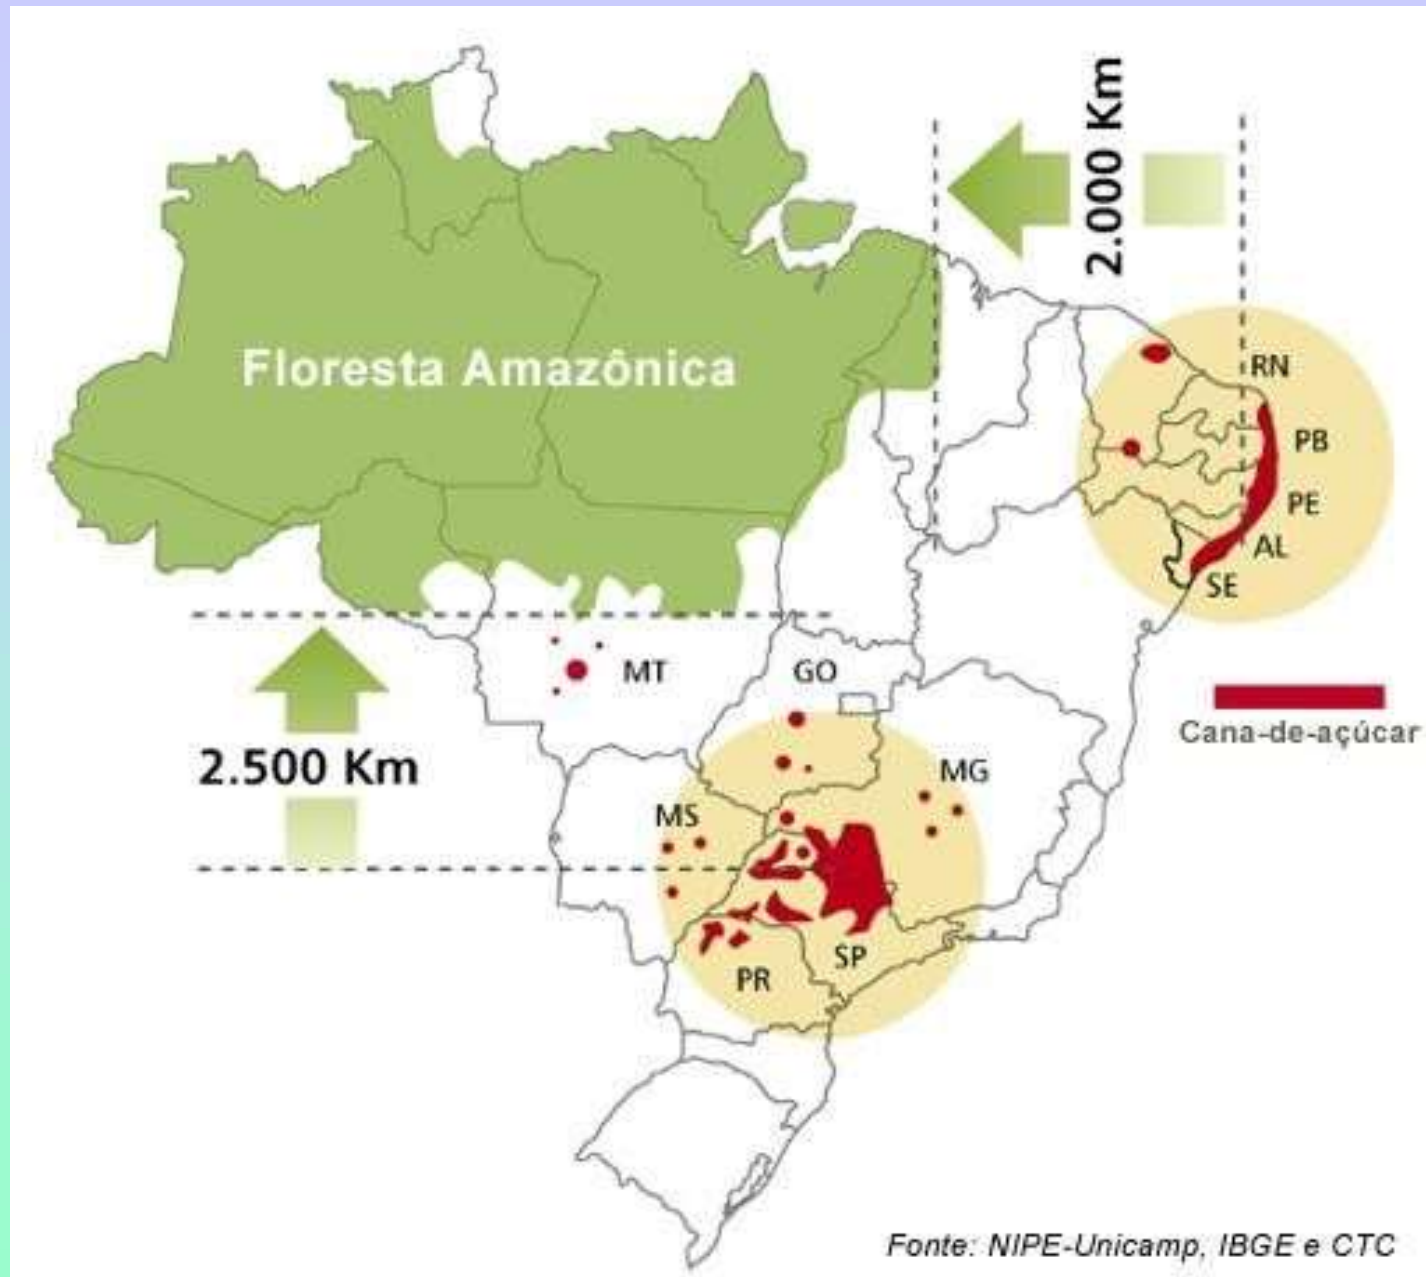 2.000 Km
Floresta Amazônica
RN
PB
PE
AL
SE
MT
GO
Cana-de-açúcar
2.500 Km
MG
MS
SP
PR
Fonte: NIPE-Unicamp, IBGE e CTC